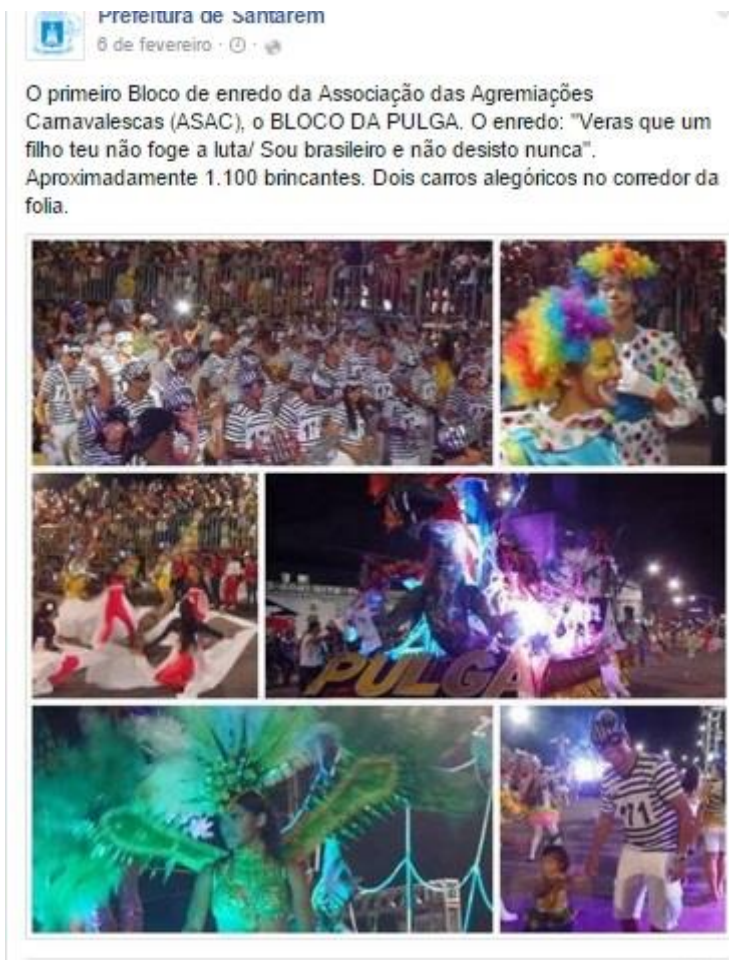 Prefeitura de Santarém
6 de fevereiro
O primeiro Bloco de enredo da Associação das Agremiações
Carnavalescas (ASAC), o BLOCO DA PULGA. O enredo: "Veras que um
filho teu não foge a luta/ Sou brasileiro e não desisto nunca".
Aproximadamente 1.100 brincantes. Dois carros alegóricos no corredor da
folia.
PULGA
171